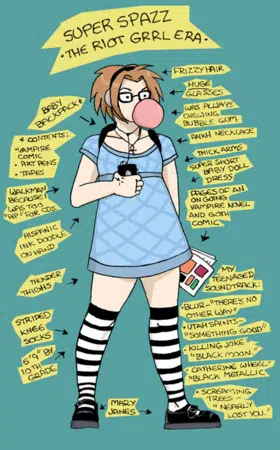 SUPER SPAZZ
- THE RIOT GRRL ERA -
FRIZZY HAIR
HUGE
GLASSES
WAS ALWAYS
CHEWING
BUBBLE GUM
ANKH NECKLACE
THICK ARMS
SUPER SHORT
BABY DOLL
DRESS
PAGES OF AN
ON GOING
VAMPIRE NOVEL
AND GOTH
COMIC
MY
TEENAGED
SOUNDTRACK:
• BLUR - "THERE'S NO
OTHER WAY"
• UTAH SAINTS -
"SOMETHING GOOD"
• KILLING JOKE -
"BLACK MOON"
• CATHERINE WHEEL -
"BLACK METALLIC"
• SCREAMING
TREES -
"NEARLY
LOST YOU"
BABY
BACKPACK
& CONTENTS:
• VAMPIRE
COMIC
• ART PENS
• TAPES
WALKMAN
BECAUSE I
WAS TOO
"HIP" FOR CDS
HISPANIC
INK DOODLE
ON HAND
THUNDER
THIGHS
STRIPED
KNEE
SOCKS
5'9" BY
10TH
GRADE
MARY
JANES